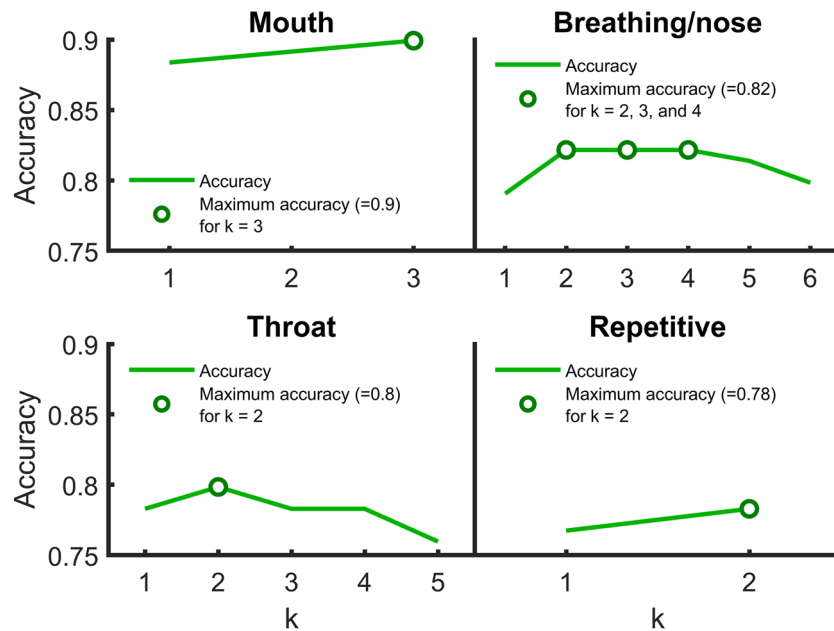 Mouth
Breathing/nose
0.9
0.85
0.8
0.75
Accuracy
Accuracy
Maximum accuracy (=0.9)
for k = 3
1 2 3
Accuracy
Maximum accuracy (=0.82)
for k = 2, 3, and 4
1 2 3 4 5 6
Throat
Repetitive
0.9
0.85
0.8
0.75
Accuracy
Accuracy
Maximum accuracy (=0.8)
for k = 2
1 2 3 4 5
k
Accuracy
Maximum accuracy (=0.78)
for k = 2
1 2
k